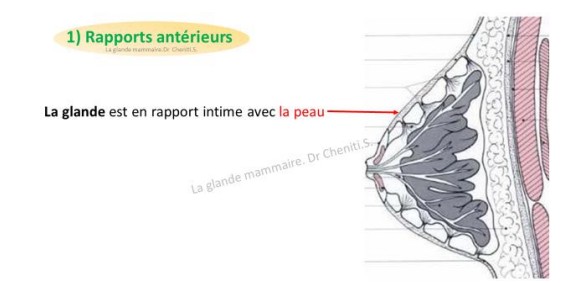 1) Rapports antérieurs
La glande mammaire.Dr Cheniti.S.
La glande est en rapport intime avec la peau
La glande mammaire. Dr Cheniti.S.